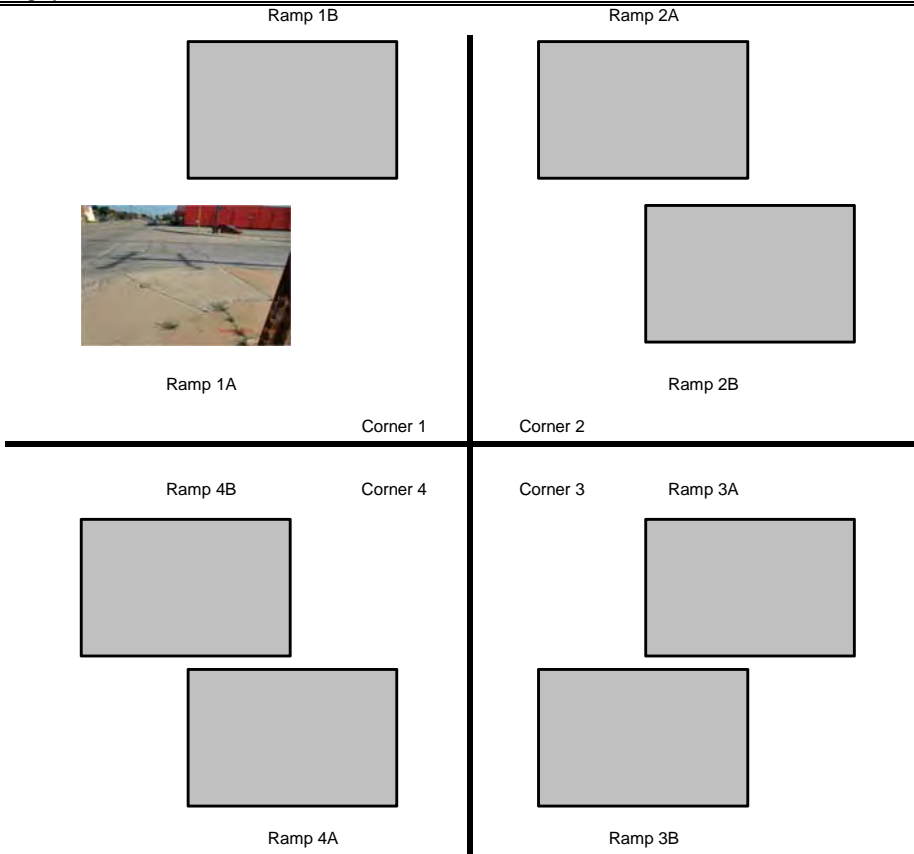 Ramp 1B
Ramp 2A
Ramp 1A
Ramp 2B
Corner 1
Corner 2
Ramp 4B
Corner 4
Corner 3
Ramp 3A
Ramp 4A
Ramp 3B